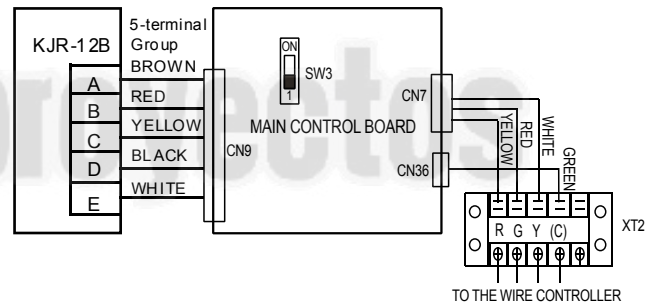 5-terminal
Group
KJR-12B
BROWN
A
RED
B
YELLOW
C
BLACK
D
WHITE
E
CN9
ON
1
SW3
MAIN CONTROL BOARD
CN7
CN36
YELLOW
RED
WHITE
GREEN
R G Y (C)
XT2
TO THE WIRE CONTROLLER
proyectos